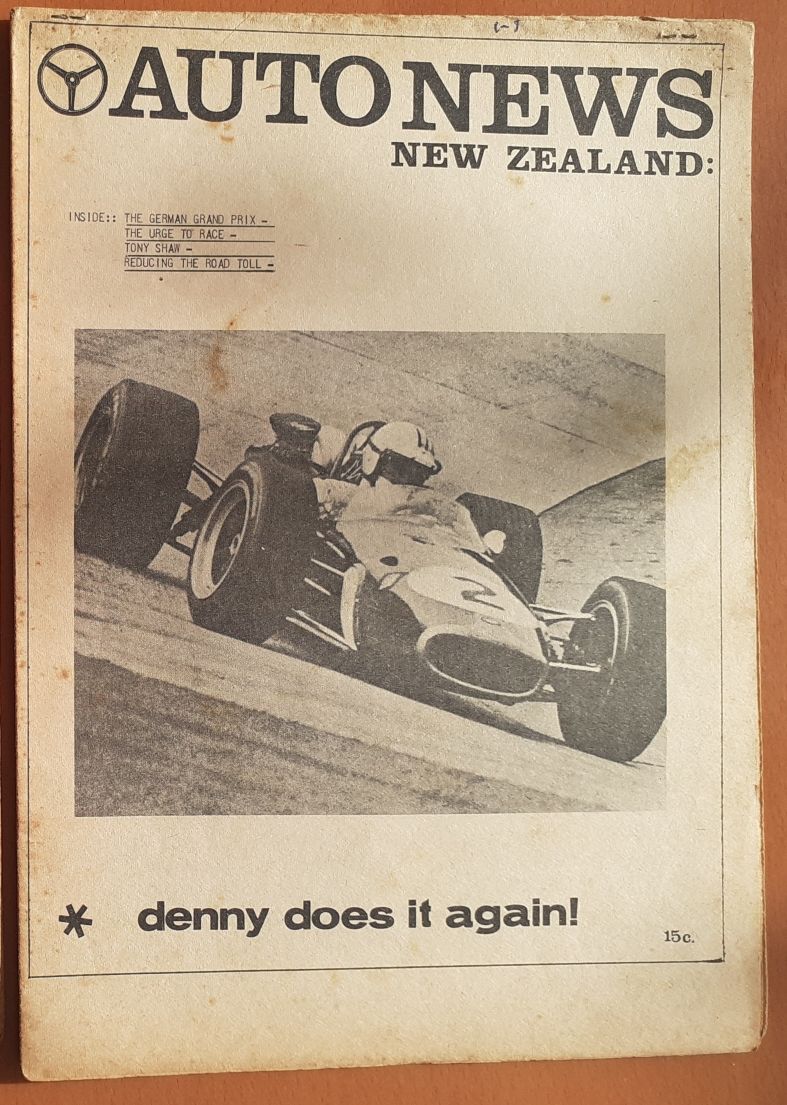 AUTO NEWS
NEW ZEALAND:
INSIDE:: THE GERMAN GRAND PRIX -
THE URGE TO RACE -
TONY SHAW -
REDUCING THE ROAD TOLL -
2
* denny does it again!
15c.